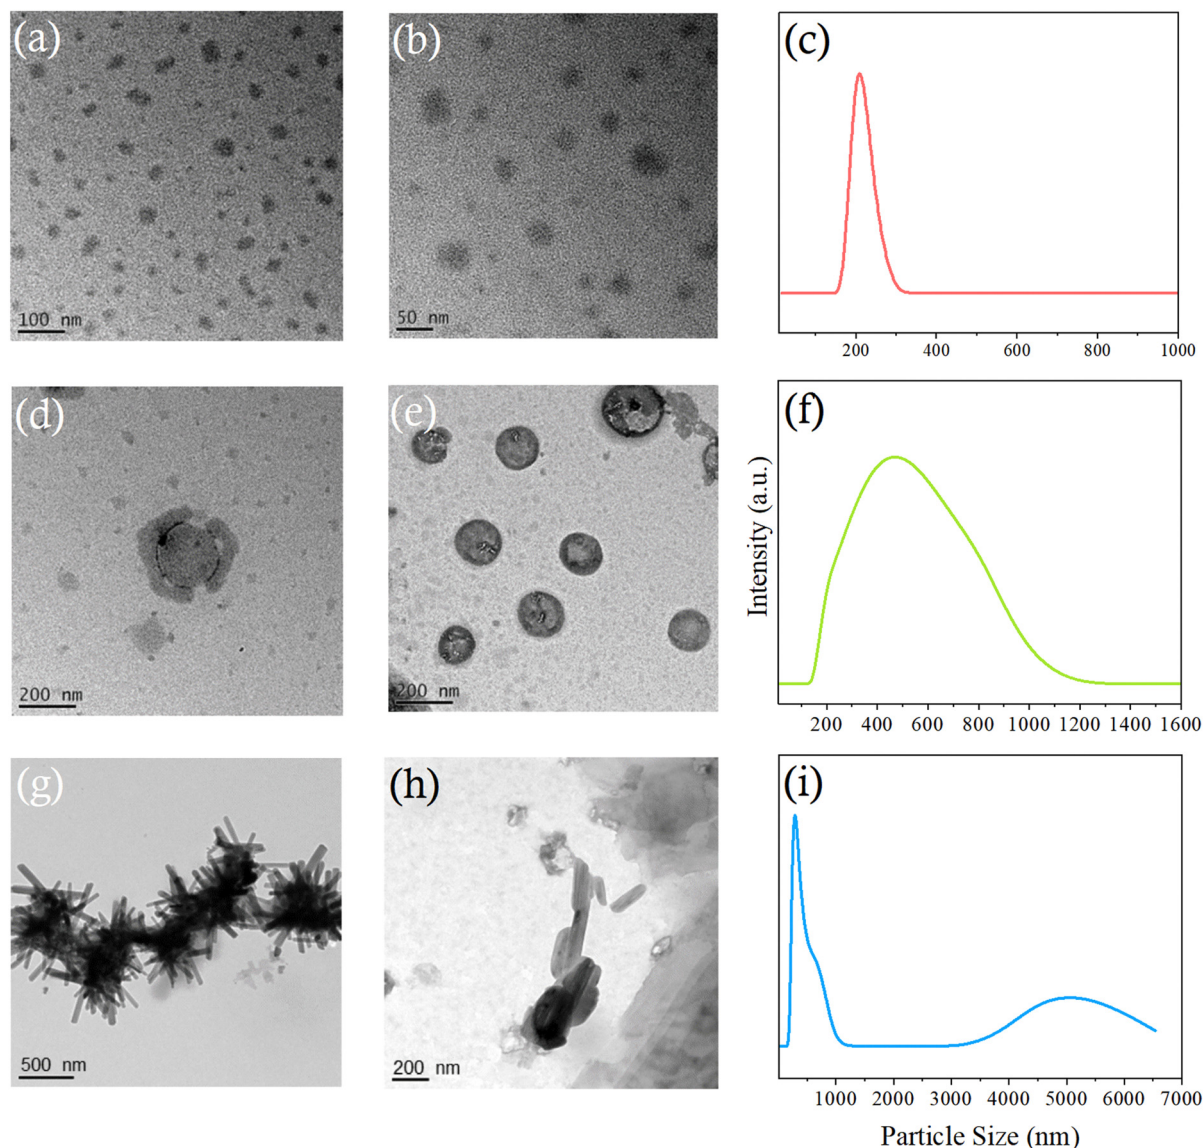 (a)
100 nm
(b)
50 nm
(c)
200 400 600 800 1000
(d)
200 nm
(e)
200 nm
(f)
Intensity (a.u.)
200 400 600 800 1000 1200 1400 1600
(g)
500 nm
(h)
200 nm
(i)
1000 2000 3000 4000 5000 6000 7000
Particle Size (nm)